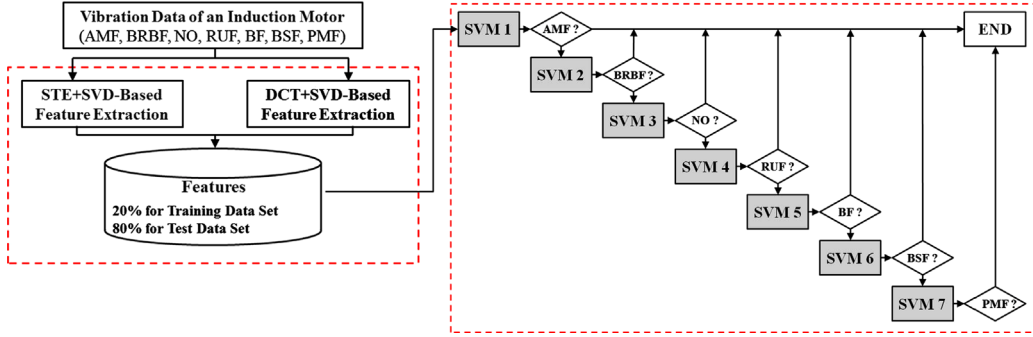 Vibration Data of an Induction Motor
(AMF, BRBF, NO, RUF, BF, BSF, PMF)
STE+SVD-Based
Feature Extraction
DCT+SVD-Based
Feature Extraction
Features
20% for Training Data Set
80% for Test Data Set
SVM 1
AMF ?
END
SVM 2
BRBF ?
SVM 3
NO ?
SVM 4
RUF ?
SVM 5
BF ?
SVM 6
BSF ?
SVM 7
PMF ?